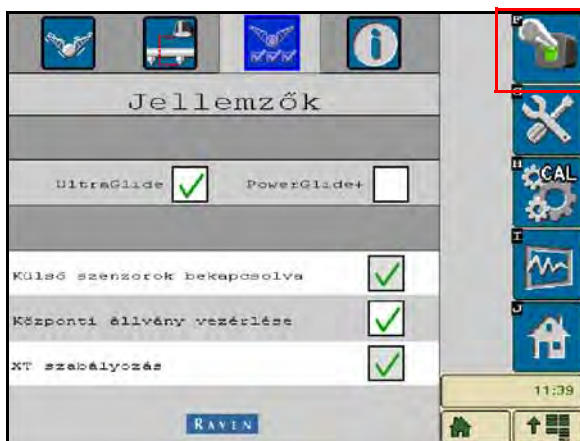 Jellemzők
UltraGlide PowerGlide+
Külső szenzorok bekapcsolva
Központi állvány vezérlése
XT szabályozás
RAVEN
H
CAL
I
J
11:39